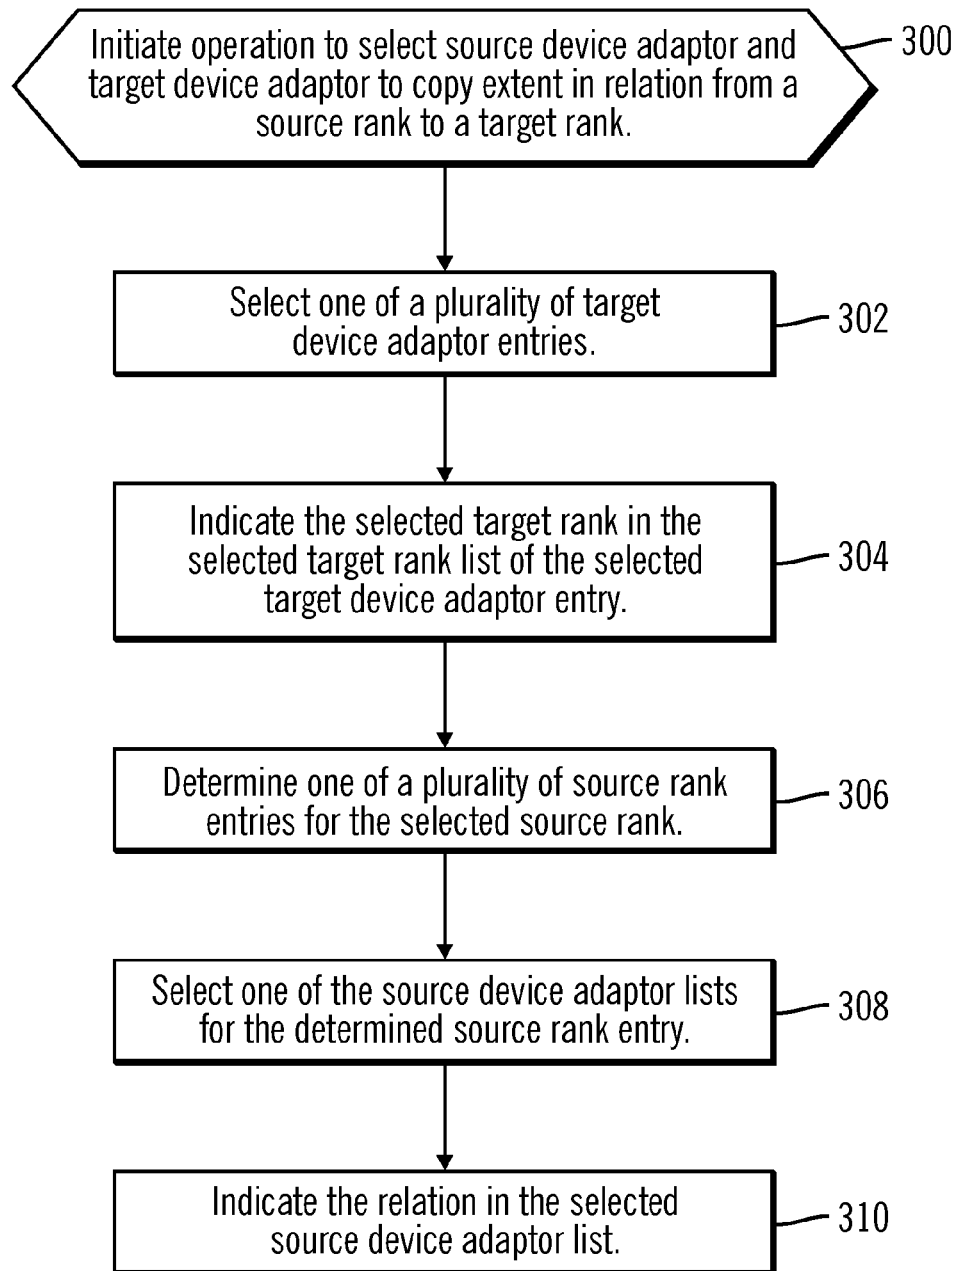 Initiate operation to select source device adaptor and
target device adaptor to copy extent in relation from a
source rank to a target rank.
300
Select one of a plurality of target
device adaptor entries.
302
Indicate the selected target rank in the
selected target rank list of the selected
target device adaptor entry.
304
Determine one of a plurality of source rank
entries for the selected source rank.
306
Select one of the source device adaptor lists
for the determined source rank entry.
308
Indicate the relation in the selected
source device adaptor list.
310